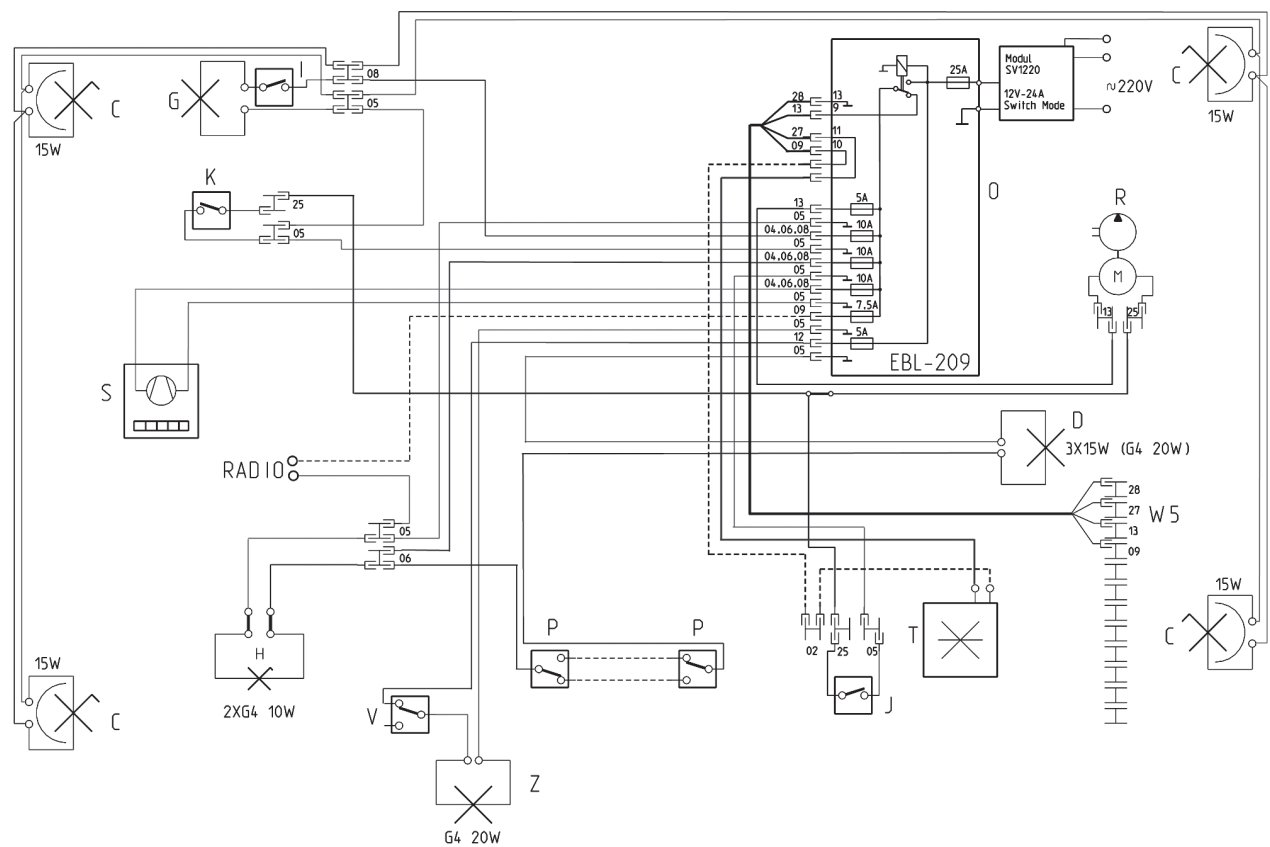 C
15W
G
I
08
05
K
25
05
28
13
13
9
27
11
09
10
25A
Modul
SV1220
12V-24A
Switch Mode
~220V
C
15W
O
R
M
13
25
13
5A
05
04.06.08
10A
05
04.06.08
10A
05
04.06.08
10A
05
09
7,5A
05
12
5A
05
EBL-209
S
RADIO
D
3X15W (G4 20W)
W5
28
27
13
09
05
06
H
2XG4 10W
P
P
02
25
05
J
T
15W
C
15W
C
V
Z
G4 20W